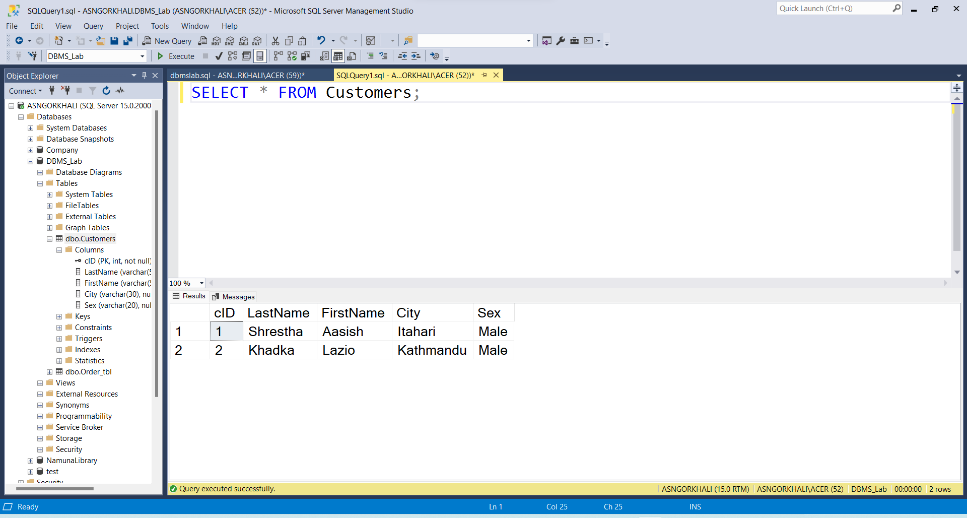 SQLQuery1.sql - ASNGORKHALI.DBMS_Lab (ASNGORKHALI\ACER (52))* - Microsoft SQL Server Management Studio
Quick Launch (Ctrl+Q)
File Edit View Query Project Tools Window Help
New Query
DBMS_Lab Execute
Object Explorer
dbmslab.sql - ASN...RKHALI\ACER (59))* SQLQuery1.sql - A...ORKHALI\ACER (52))*
Connect
SELECT * FROM Customers;
ASNGORKHALI (SQL Server 15.0.2000
Databases
System Databases
Database Snapshots
Company
DBMS_Lab
Database Diagrams
Tables
System Tables
FileTables
External Tables
Graph Tables
dbo.Customers
Columns
cID (PK, int, not null)
LastName (varchar(5
FirstName (varchar(
City (varchar(30), nu
Sex (varchar(20), nul
Keys
Constraints
Triggers
Indexes
Statistics
dbo.Order_tbl
Views
External Resources
Synonyms
Programmability
Service Broker
Storage
Security
NamunaLibrary
test
Security
100 %
Results Messages
cID LastName FirstName City Sex
1 1 Shrestha Aasish Itahari Male
2 2 Khadka Lazio Kathmandu Male
Query executed successfully. ASNGORKHALI (15.0 RTM) ASNGORKHALI\ACER (52) DBMS_Lab 00:00:00 2 rows
Ready Ln 1 Col 25 Ch 25 INS